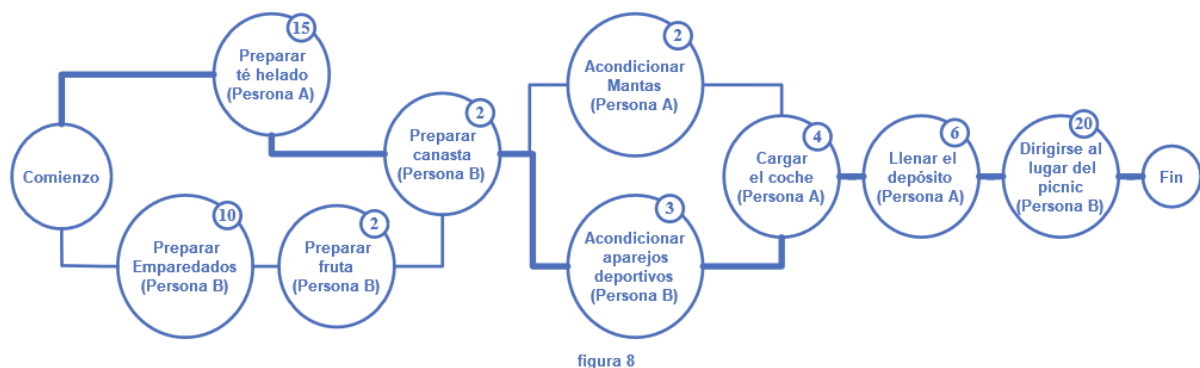 15
Preparar
té helado
(Pesrona A)
2
Acondicionar
Mantas
(Persona A)
Comienzo
2
Preparar
canasta
(Persona B)
10
Preparar
Emparedados
(Persona B)
2
Preparar
fruta
(Persona B)
3
Acondicionar
aparejos
deportivos
(Persona B)
4
Cargar
el coche
(Persona A)
6
Llenar el
depósito
(Persona A)
20
Dirigirse al
lugar del
picnic
(Persona B)
Fin
figura 8